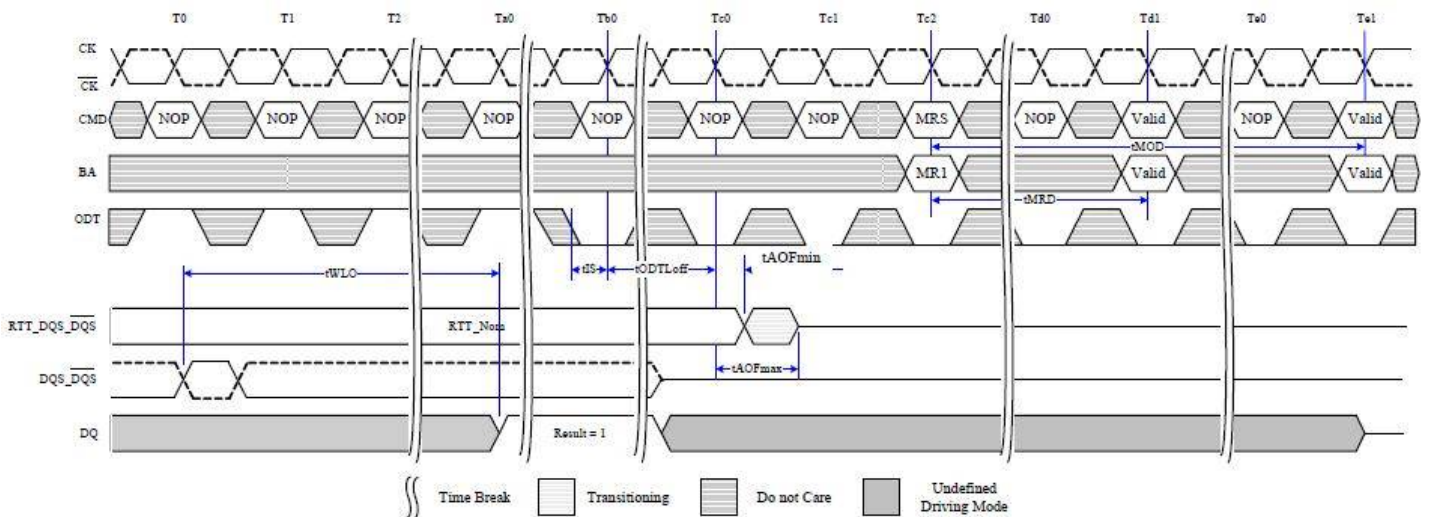 T0 T1 T2 Ta0 Tb0 Tc0 Tc1 Tc2 Td0 Td1 Te0 Te1
CK
CK
CMD NOP NOP NOP NOP NOP NOP NOP MRS NOP Valid NOP Valid
tMOD
BA MR1 Valid Valid
tMRD
ODT
tAOFmin
tWLO tIS tODTLoff
RTT_DQS_DQS RTT_Nom
tAOFmax
DQS_DQS
DQ Result = 1
Time Break Transitioning Do not Care Undefined
Driving Mode